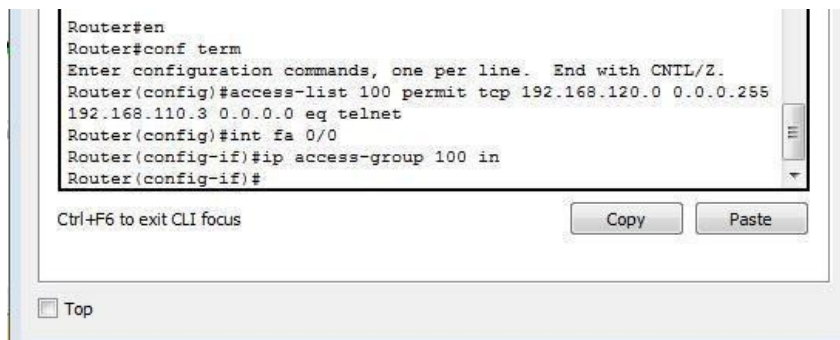 Router#en
Router#conf term
Enter configuration commands, one per line.  End with CNTL/Z.
Router(config)#access-list 100 permit tcp 192.168.120.0 0.0.0.255
192.168.110.3 0.0.0.0 eq telnet
Router(config)#int fa 0/0
Router(config-if)#ip access-group 100 in
Router(config-if)#
Ctrl+F6 to exit CLI focus
Copy
Paste
Top